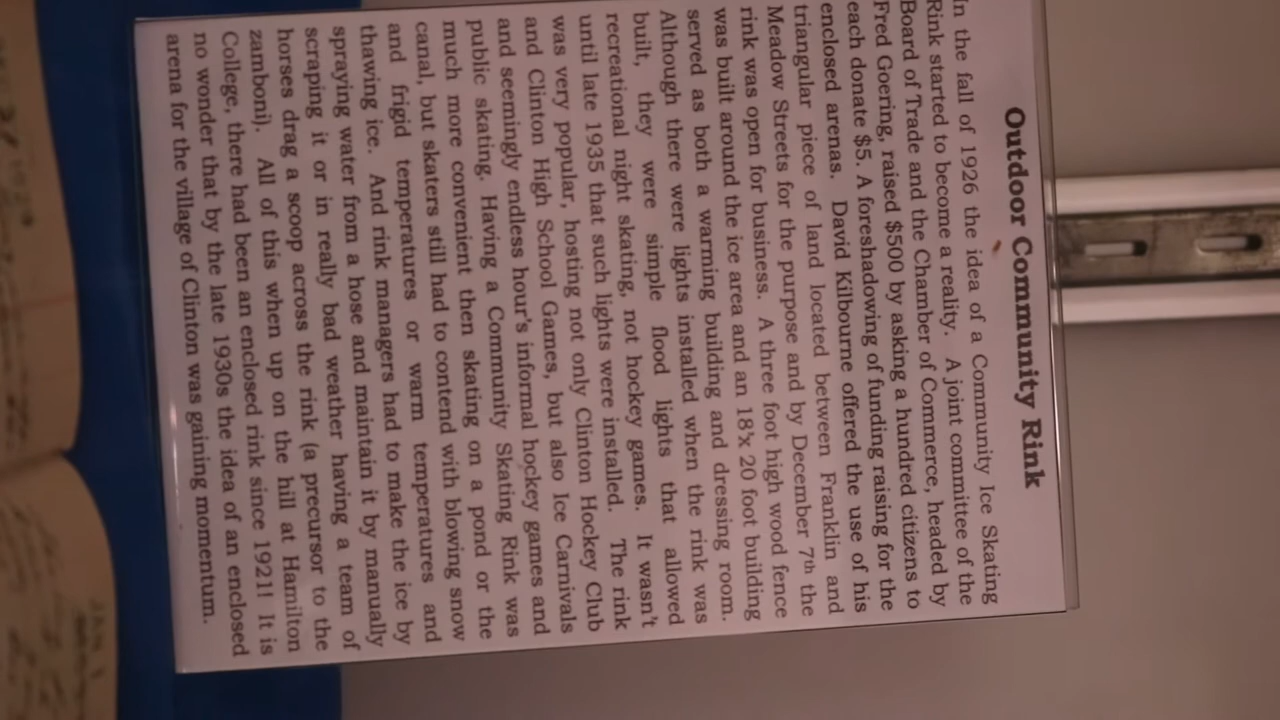 Outdoor Community Rink
In the fall of 1926 the idea of a Community Ice Skating
Rink started to become a reality. A joint committee of the
Board of Trade and the Chamber of Commerce, headed by
Fred Goering, raised $500 by asking a hundred citizens to
each donate $5. A foreshadowing of funding raising for the
enclosed arenas. David Kilbourne offered the use of his
triangular piece of land located between Franklin and
Meadow Streets for the purpose and by December 7th the
rink was open for business. A three foot high wood fence
was built around the ice area and an 18'x 20 foot building
served as both a warming building and dressing room.
Although there were lights installed when the rink was
built, they were simple flood lights that allowed
recreational night skating, not hockey games. It wasn't
until late 1935 that such lights were installed. The rink
was very popular, hosting not only Clinton Hockey Club
and Clinton High School Games, but also Ice Carnivals
and seemingly endless hour's informal hockey games and
public skating. Having a Community Skating Rink was
much more convenient then skating on a pond or the
canal, but skaters still had to contend with blowing snow
and frigid temperatures or warm temperatures and
thawing ice. And rink managers had to make the ice by
spraying water from a hose and maintain it by manually
scraping it or in really bad weather having a team of
horses drag a scoop across the rink (a precursor to the
zamboni). All of this when up on the hill at Hamilton
College, there had been an enclosed rink since 1921! It is
no wonder that by the late 1930s the idea of an enclosed
arena for the village of Clinton was gaining momentum.